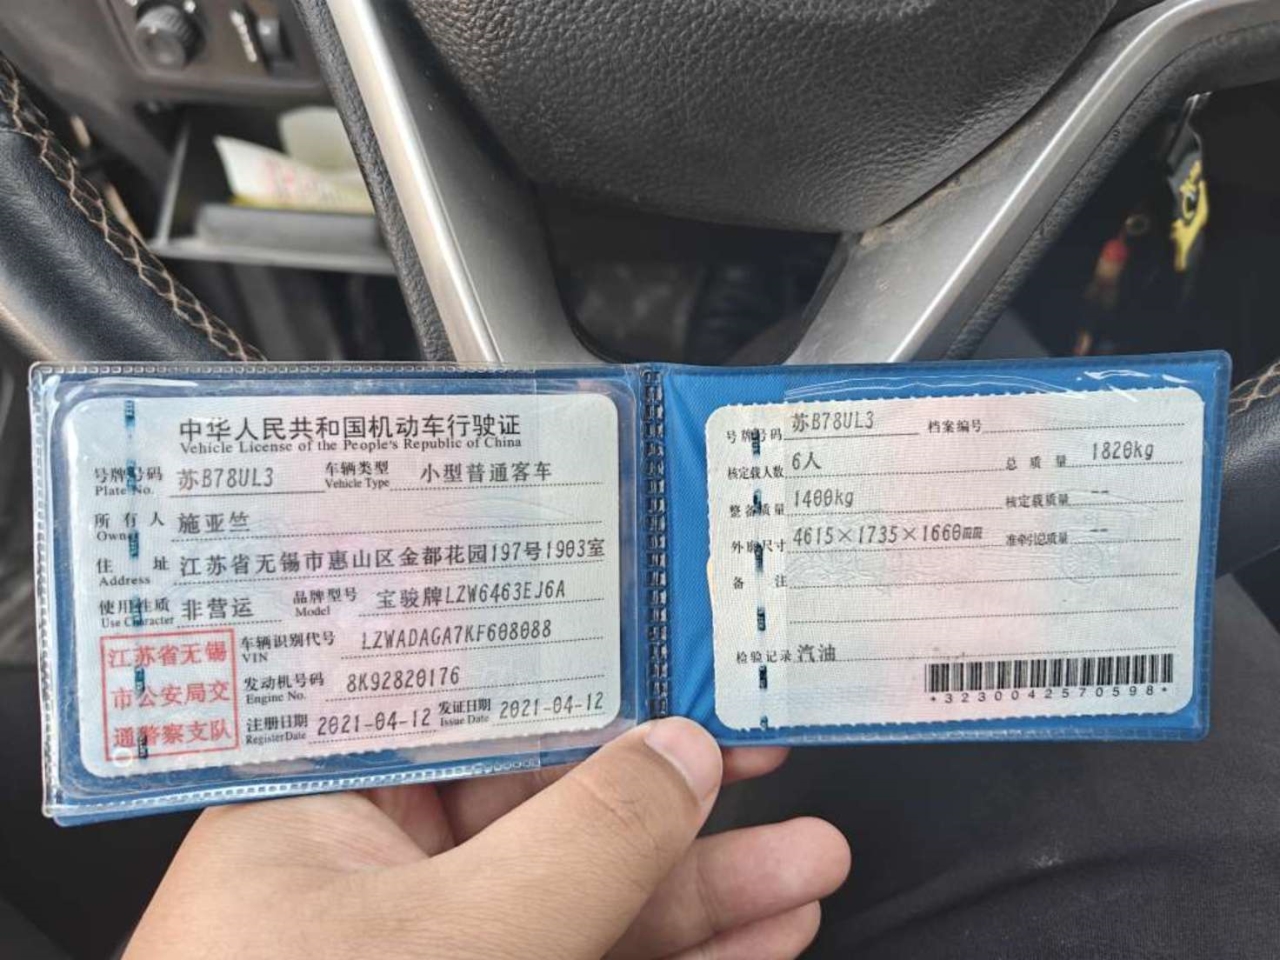 中华人民共和国机动车行驶证
Vehicle License of the People's Republic of China
号牌号码 苏B78UL3 车辆类型 小型普通客车
Plate No. Vehicle Type
所有人 施亚竺
Owner
住址 江苏省无锡市惠山区金都花园197号1903室
Address
使用性质 非营运 品牌型号 宝骏牌LZW6463EJ6A
Use Character Model
江苏省无锡
市公安局交
通警察支队
车辆识别代号 LZWADAGA7KF608088
VIN
发动机号码 8K92820176
Engine No.
注册日期 2021-04-12 发证日期 2021-04-12
Register Date Issue Date
号牌号码 苏B78UL3 档案编号
核定载人数 6人 总质量 1820kg
整备质量 1400kg 核定载质量 --
外廓尺寸 4615×1735×1660mm 准牵引总质量 --
备注
检验记录 汽油
*3230042570598*